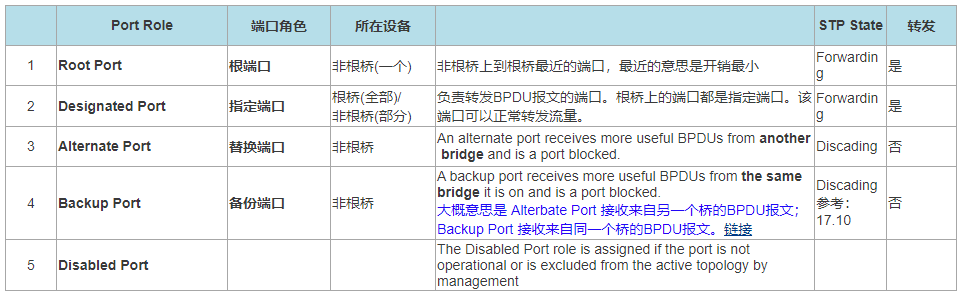 Port Role 端口角色 所在设备 STP State 转发
1 Root Port 根端口 非根桥(一个) 非根桥上到根桥最近的端口，最近的意思是开销最小 Forwardin
g 是
2 Designated Port 指定端口 根桥(全部)/
非根桥(部分) 负责转发BPDU报文的端口。根桥上的端口都是指定端口。该
端口可以正常转发流量。 Forwardin
g 是
3 Alternate Port 替换端口 非根桥 An alternate port receives more useful BPDUs from another
bridge and is a port blocked. Discading 否
4 Backup Port 备份端口 非根桥 A backup port receives more useful BPDUs from the same
bridge it is on and is a port blocked.
大概意思是 Alterbate Port 接收来自另一个桥的BPDU报文；
Backup Port 接收来自同一个桥的BPDU报文。链接 Discading
参考：
17.10 否
5 Disabled Port The Disabled Port role is assigned if the port is not
operational or is excluded from the active topology by
management